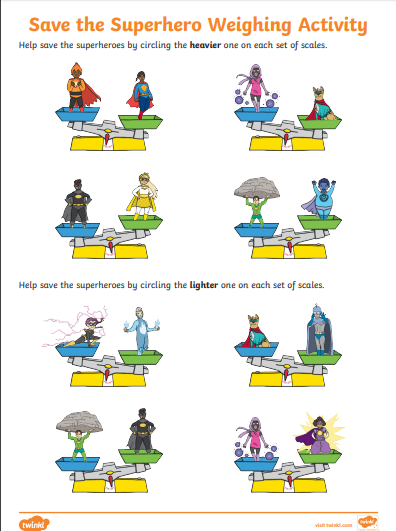 Save the Superhero Weighing Activity
Help save the superheroes by circling the heavier one on each set of scales.
Help save the superheroes by circling the lighter one on each set of scales.
twinkl
visit twinkl.com